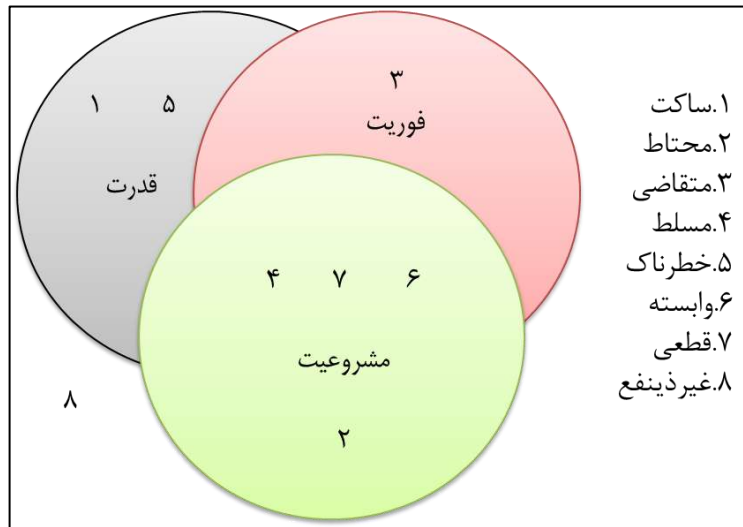 ۳
فوریت
۱ ۵
قدرت
۴ ۷ ۶
مشروعیت
۲
۸
۱.ساکت
۲.محتاط
۳.متقاضی
۴.مسلط
۵.خطرناک
۶.وابسته
۷.قطعی
۸.غیرذینفع